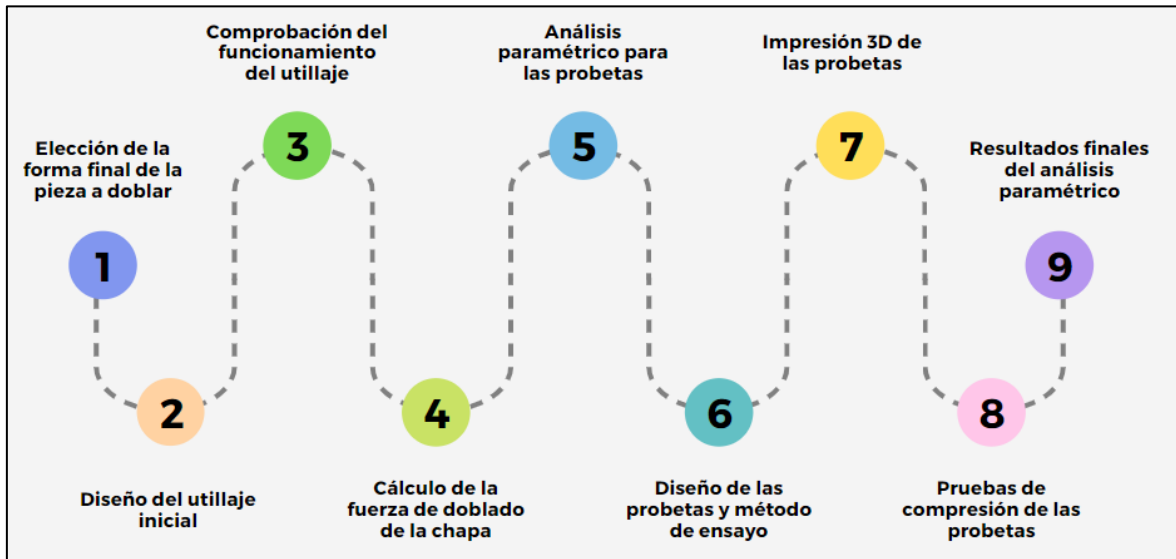 Elección de la
forma final de la
pieza a doblar
1
2
Diseño del utillaje
inicial
Comprobación del
funcionamiento
del utillaje
3
4
Cálculo de la
fuerza de doblado
de la chapa
Análisis
paramétrico para
las probetas
5
6
Diseño de las
probetas y método
de ensayo
Impresión 3D de
las probetas
7
8
Pruebas de
compresión de las
probetas
Resultados finales
del análisis
paramétrico
9